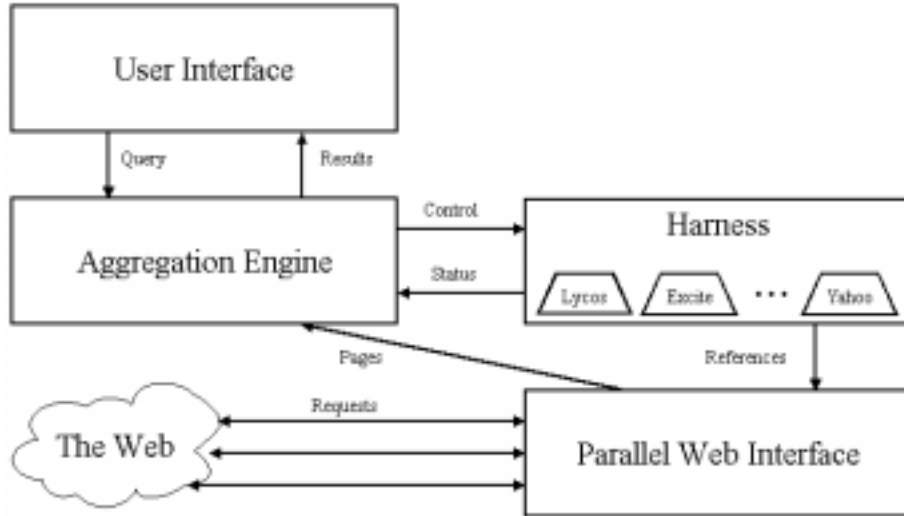 User Interface
Query
Results
Aggregation Engine
Control
Status
Harness
Lycos
Excite
...
Yahoo
Pages
References
The Web
Requests
Parallel Web Interface